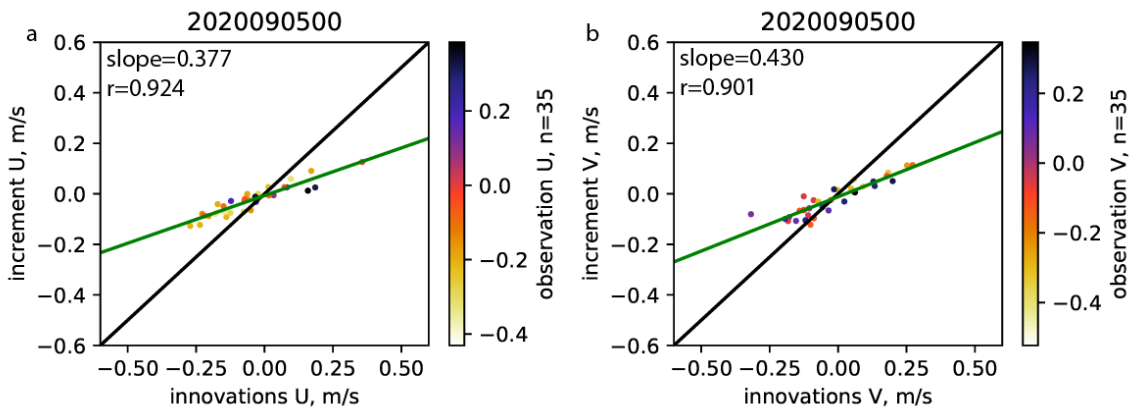 a
2020090500
slope=0.377
r=0.924
0.6
0.4
0.2
0.0
−0.2
−0.4
−0.6
increment U, m/s
−0.50 −0.25 0.00 0.25 0.50
innovations U, m/s
0.2
0.0
−0.2
−0.4
observation U, n=35
b
2020090500
slope=0.430
r=0.901
0.6
0.4
0.2
0.0
−0.2
−0.4
−0.6
increment V, m/s
−0.50 −0.25 0.00 0.25 0.50
innovations V, m/s
0.2
0.0
−0.2
−0.4
observation V, n=35